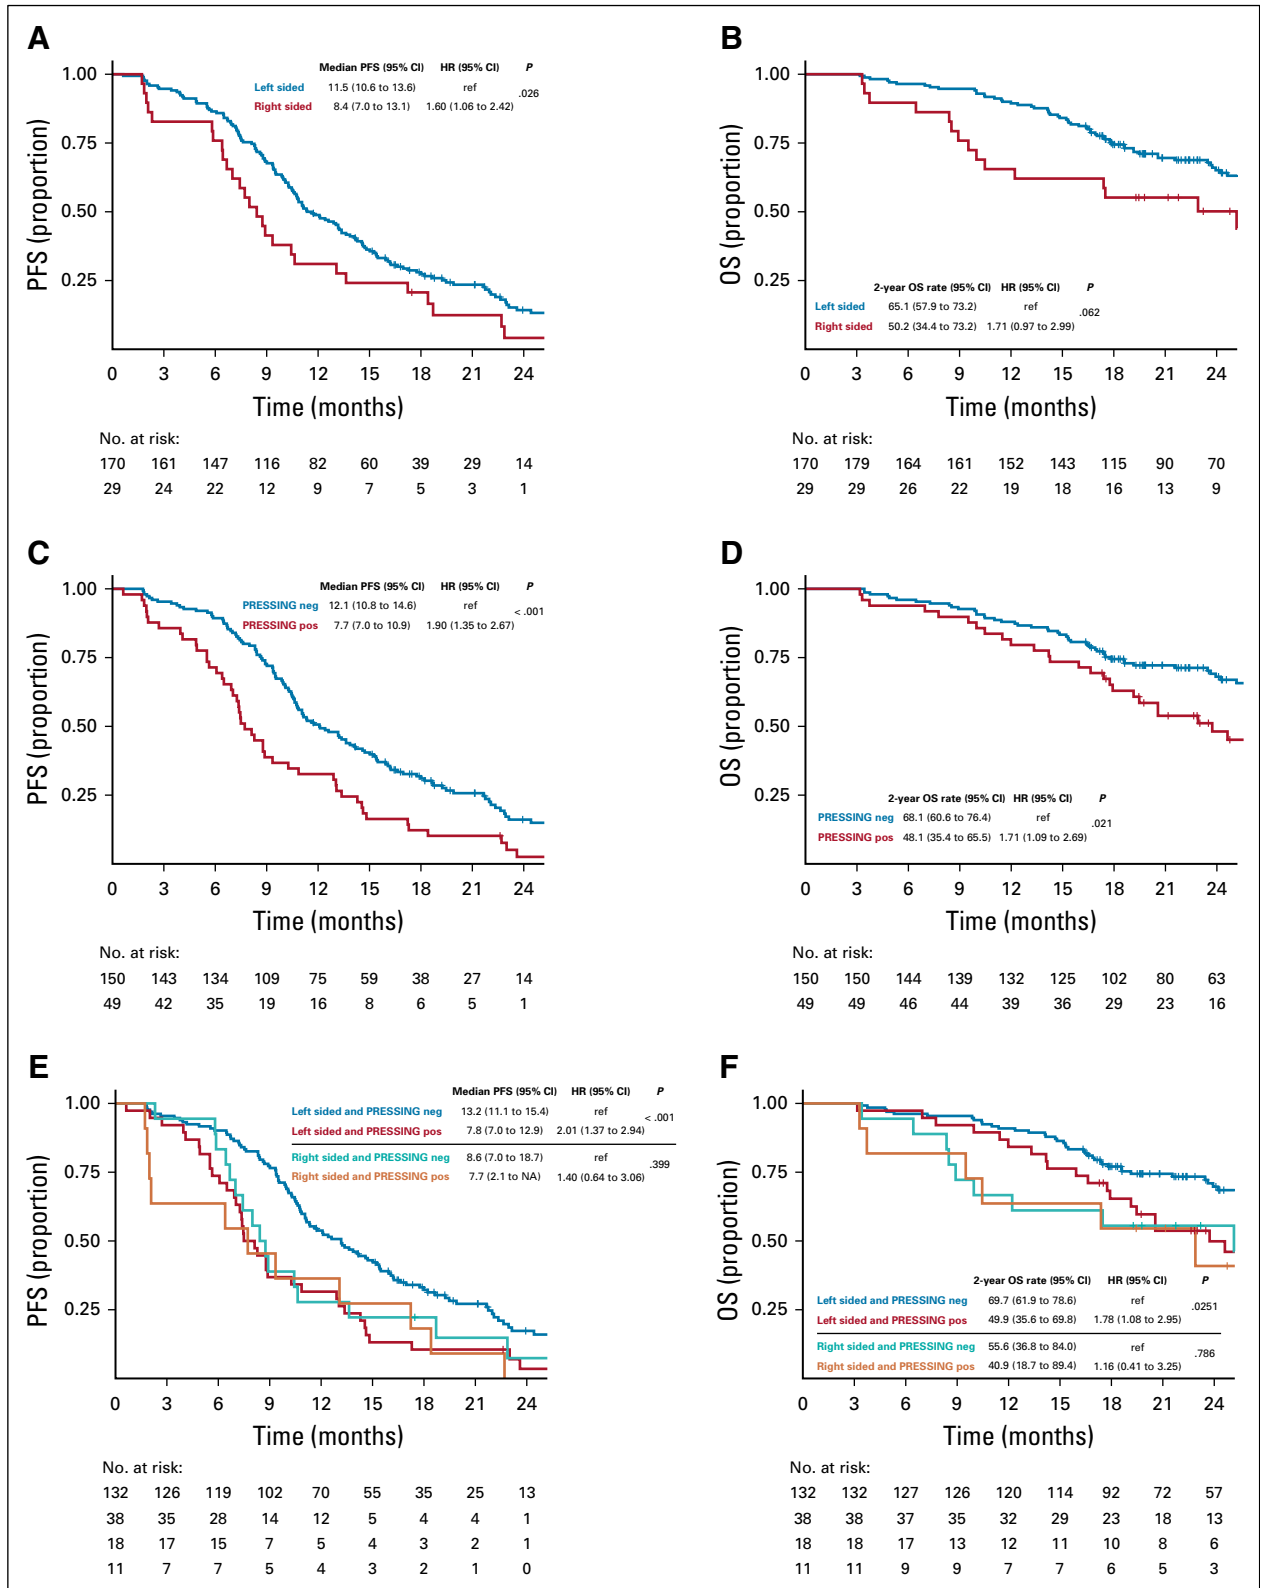 A
Median PFS (95% CI) HR (95% CI) P
Left sided 11.5 (10.6 to 13.6) ref
.026
Right sided 8.4 (7.0 to 13.1) 1.60 (1.06 to 2.42)
1.00
0.75
0.50
0.25
PFS (proportion)
0 3 6 9 12 15 18 21 24
Time (months)
No. at risk:
170 161 147 116 82 60 39 29 14
29 24 22 12 9 7 5 3 1
B
1.00
0.75
0.50
0.25
OS (proportion)
2-year OS rate (95% CI) HR (95% CI) P
Left sided 65.1 (57.9 to 73.2) ref
.062
Right sided 50.2 (34.4 to 73.2) 1.71 (0.97 to 2.99)
0 3 6 9 12 15 18 21 24
Time (months)
No. at risk:
170 179 164 161 152 143 115 90 70
29 29 26 22 19 18 16 13 9
C
Median PFS (95% CI) HR (95% CI) P
PRESSING neg 12.1 (10.8 to 14.6) ref
< .001
PRESSING pos 7.7 (7.0 to 10.9) 1.90 (1.35 to 2.67)
1.00
0.75
0.50
0.25
PFS (proportion)
0 3 6 9 12 15 18 21 24
Time (months)
No. at risk:
150 143 134 109 75 59 38 27 14
49 42 35 19 16 8 6 5 1
D
1.00
0.75
0.50
0.25
OS (proportion)
2-year OS rate (95% CI) HR (95% CI) P
PRESSING neg 68.1 (60.6 to 76.4) ref
.021
PRESSING pos 48.1 (35.4 to 65.5) 1.71 (1.09 to 2.69)
0 3 6 9 12 15 18 21 24
Time (months)
No. at risk:
150 150 144 139 132 125 102 80 63
49 49 46 44 39 36 29 23 16
E
Median PFS (95% CI) HR (95% CI) P
Left sided and PRESSING neg 13.2 (11.1 to 15.4) ref
< .001
Left sided and PRESSING pos 7.8 (7.0 to 12.9) 2.01 (1.37 to 2.94)
Right sided and PRESSING neg 8.6 (7.0 to 18.7) ref
.399
Right sided and PRESSING pos 7.7 (2.1 to NA) 1.40 (0.64 to 3.06)
1.00
0.75
0.50
0.25
PFS (proportion)
0 3 6 9 12 15 18 21 24
Time (months)
No. at risk:
132 126 119 102 70 55 35 25 13
38 35 28 14 12 5 4 4 1
18 17 15 7 5 4 3 2 1
11 7 7 5 4 3 2 1 0
F
1.00
0.75
0.50
0.25
OS (proportion)
2-year OS rate (95% CI) HR (95% CI) P
Left sided and PRESSING neg 69.7 (61.9 to 78.6) ref
.0251
Left sided and PRESSING pos 49.9 (35.6 to 69.8) 1.78 (1.08 to 2.95)
Right sided and PRESSING neg 55.6 (36.8 to 84.0) ref
.786
Right sided and PRESSING pos 40.9 (18.7 to 89.4) 1.16 (0.41 to 3.25)
0 3 6 9 12 15 18 21 24
Time (months)
No. at risk:
132 132 127 126 120 114 92 72 57
38 38 37 35 32 29 23 18 13
18 18 17 13 12 11 10 8 6
11 11 9 9 7 7 6 5 3